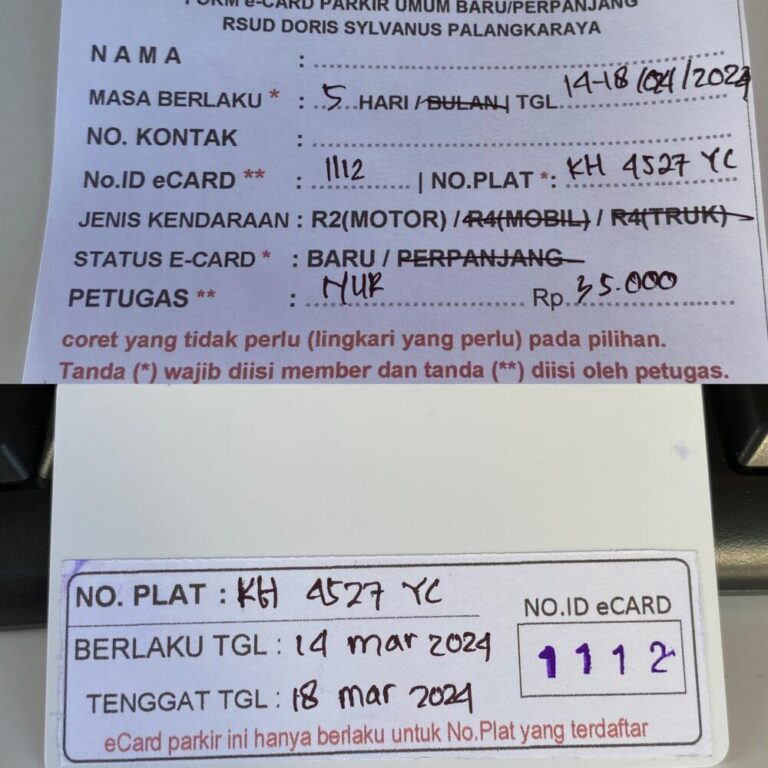 FORM e-CARD PARKIR UMUM BARU/PERPANJANG
RSUD DORIS SYLVANUS PALANGKARAYA
NAMA :
MASA BERLAKU * : 5 HARI / BULAN | TGL 14-18/04/2024
NO. KONTAK :
No.ID eCARD ** : 1112 | NO.PLAT *: KH 4527 YC
JENIS KENDARAAN : R2(MOTOR) / R4(MOBIL) / R4(TRUK)
STATUS E-CARD * : BARU / PERPANJANG
PETUGAS ** : NUR Rp. 35.000
coret yang tidak perlu (lingkari yang perlu) pada pilihan.
Tanda (*) wajib diisi member dan tanda (**) diisi oleh petugas.
NO. PLAT : KH 4527 YC
NO.ID eCARD
BERLAKU TGL : 14 mar 2024
1112
TENGGAT TGL : 18 mar 2024
eCard parkir ini hanya berlaku untuk No.Plat yang terdaftar